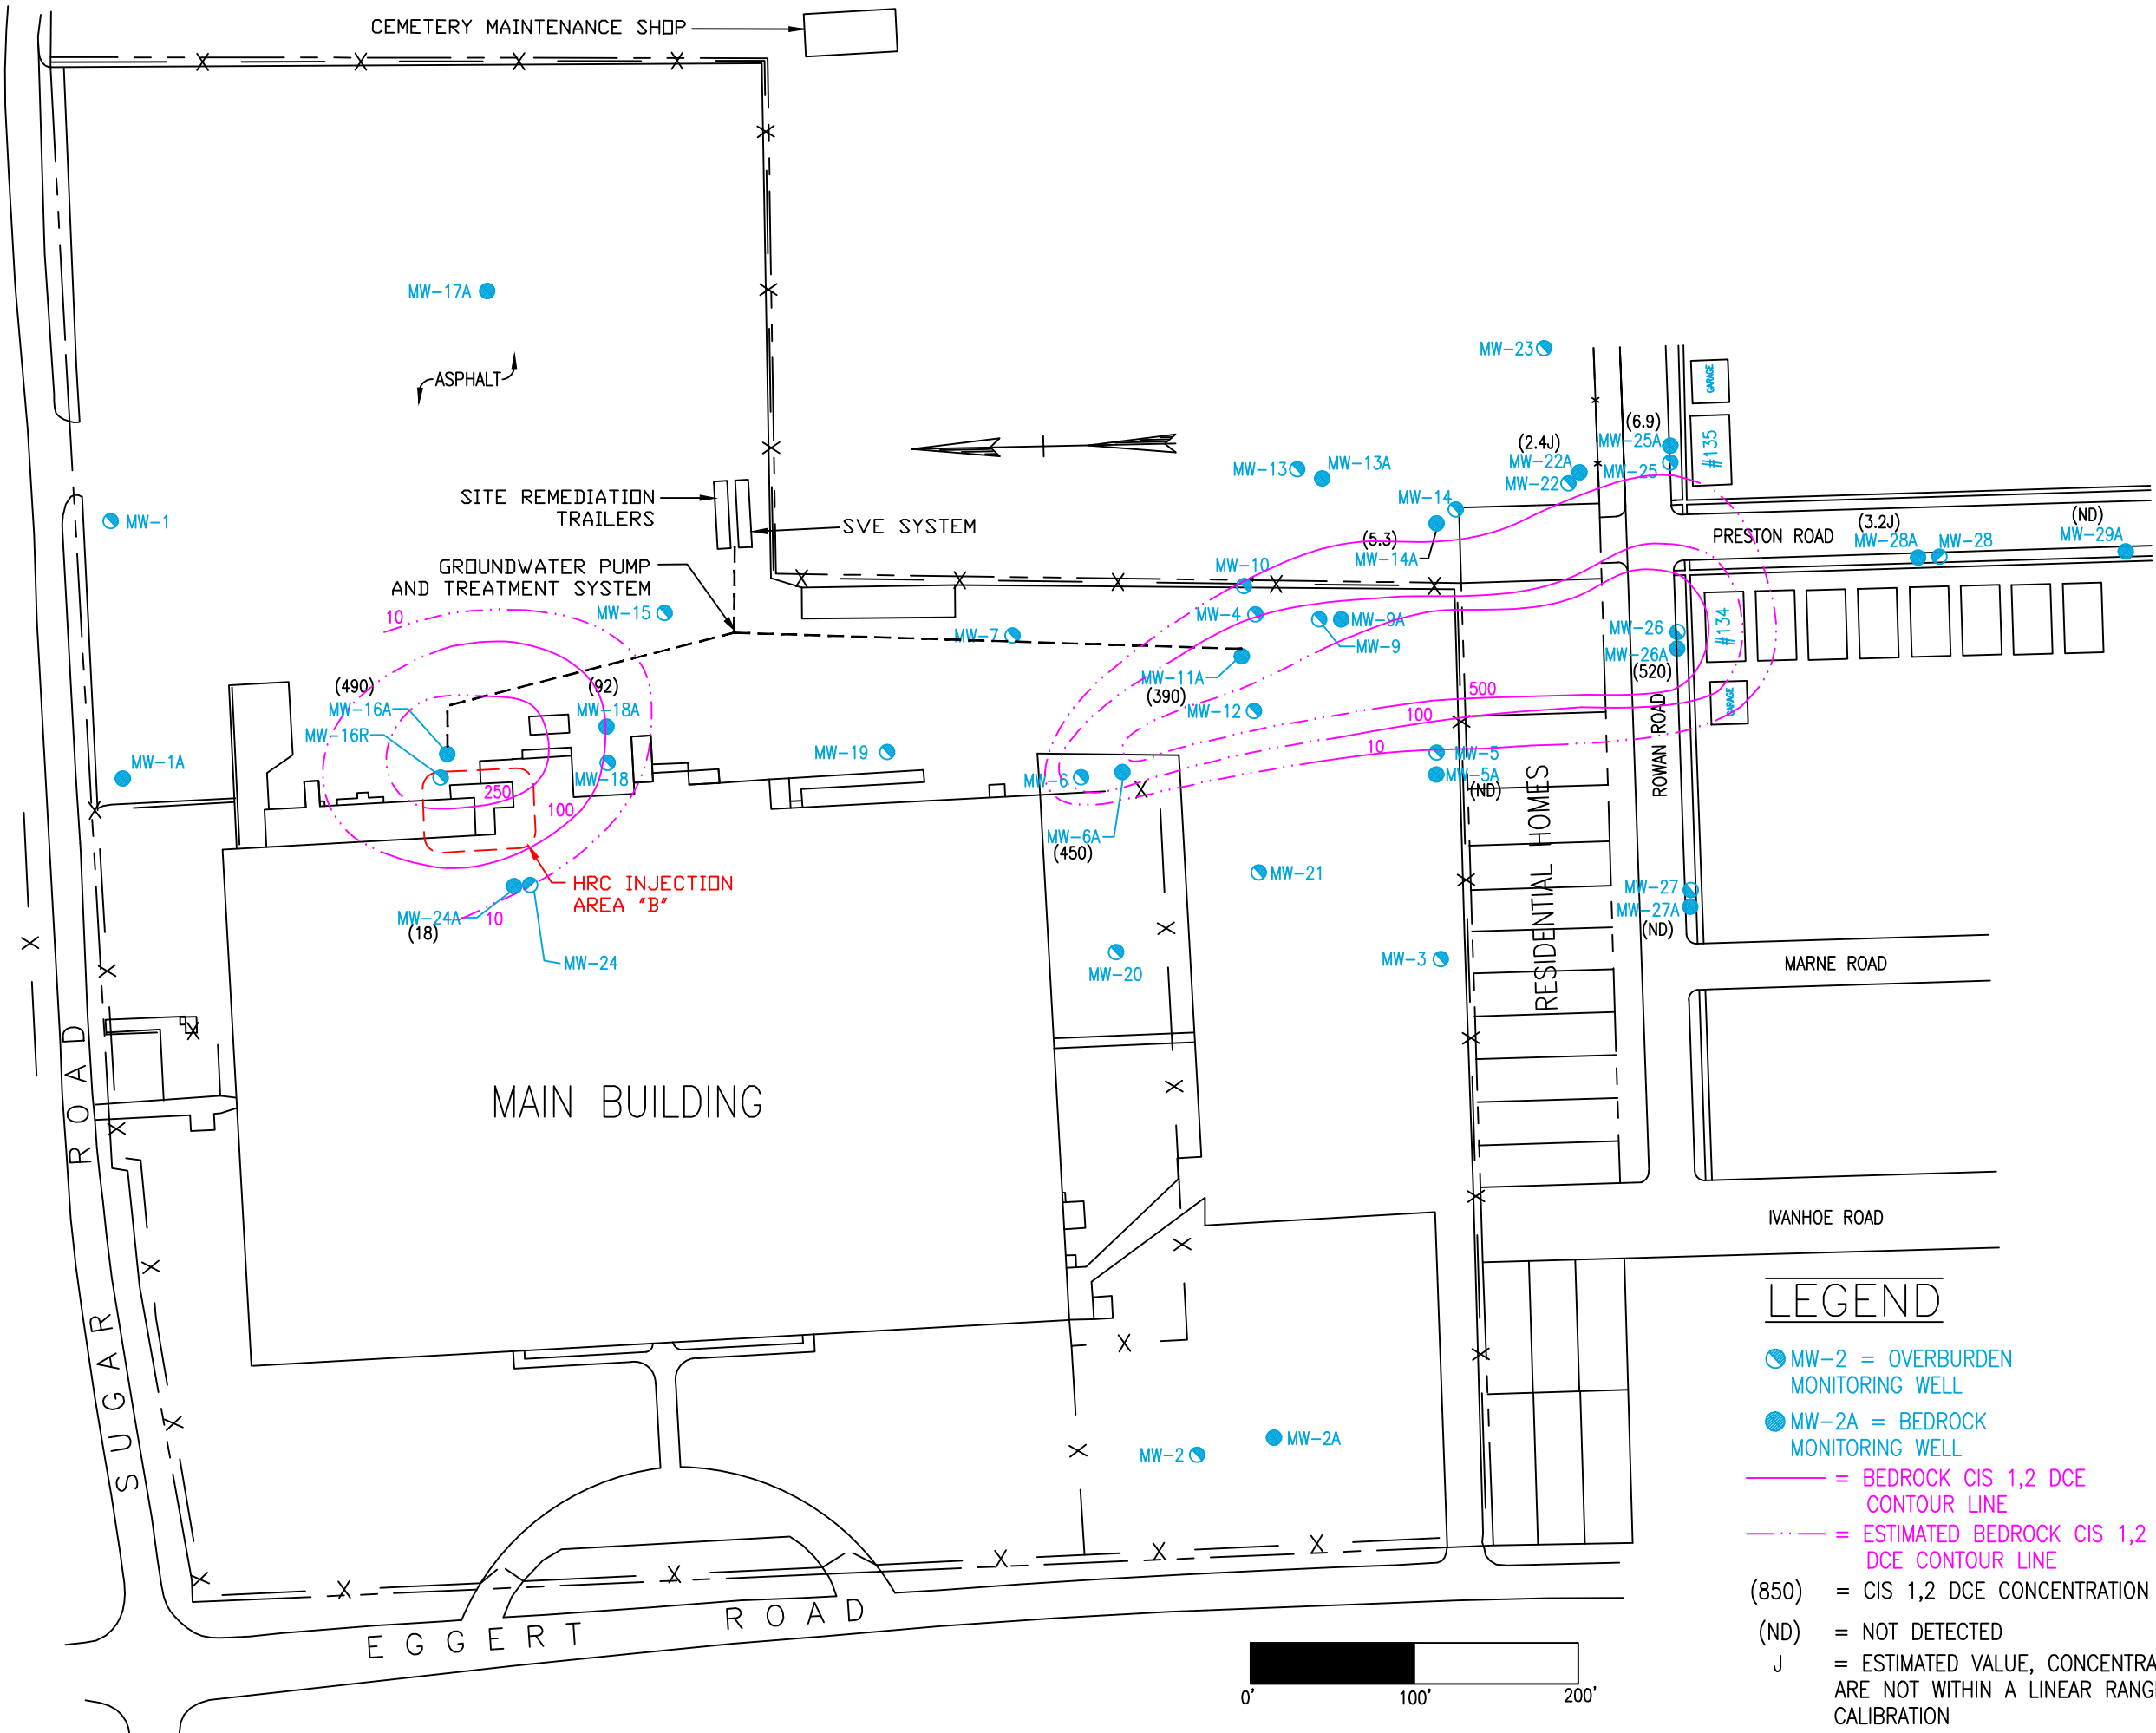 CEMETERY MAINTENANCE SHOP
MW-17A
ASPHALT
MW-23
GARAGE
#135
(6.9)
MW-25A
MW-25
(2.4J)
MW-22A
MW-22
MW-13
MW-13A
MW-14
SITE REMEDIATION
TRAILERS
SVE SYSTEM
MW-1
(5.3)
MW-14A
PRESTON ROAD
(3.2J)
MW-28A
MW-28
(ND)
MW-29A
GROUNDWATER PUMP
AND TREATMENT SYSTEM
MW-10
10
MW-15
MW-7
MW-4
MW-9A
MW-9
MW-26
MW-26A
(520)
#134
GARAGE
MW-11A
(390)
MW-12
500
100
10
(490)
MW-16A
MW-16R
(92)
MW-18A
MW-18
MW-19
MW-6
MW-5
MW-5A
(ND)
ROWAN ROAD
MW-1A
250
100
MW-6A
(450)
HRC INJECTION
AREA "B"
MW-24A
(18)
10
MW-24
MW-21
MW-20
MW-3
RESIDENTIAL HOMES
MW-27
MW-27A
(ND)
MARNE ROAD
MAIN BUILDING
IVANHOE ROAD
SUGAR ROAD
MW-2
MW-2A
EGGERT ROAD
0'
100'
200'
LEGEND
MW-2 = OVERBURDEN
MONITORING WELL
MW-2A = BEDROCK
MONITORING WELL
= BEDROCK CIS 1,2 DCE
CONTOUR LINE
= ESTIMATED BEDROCK CIS 1,2
DCE CONTOUR LINE
(850) = CIS 1,2 DCE CONCENTRATION
(ND) = NOT DETECTED
J = ESTIMATED VALUE, CONCENTRA
ARE NOT WITHIN A LINEAR RANG
CALIBRATION